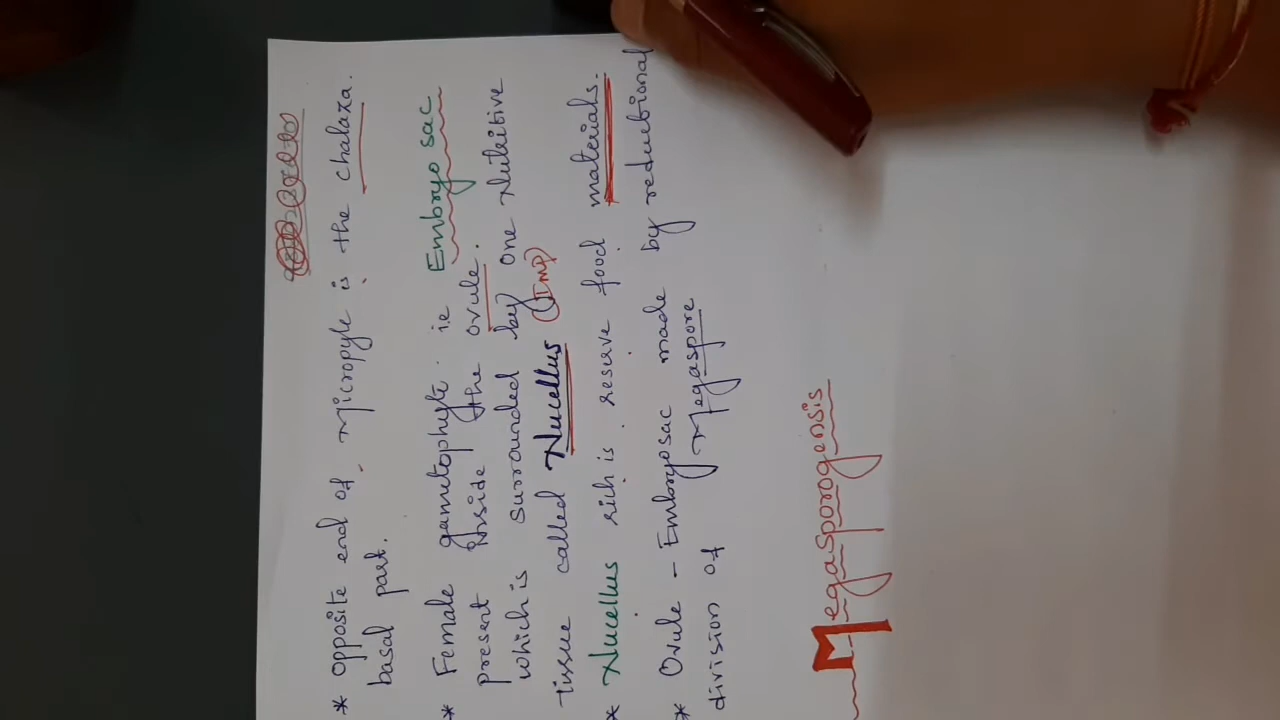 * opposite end of Micropyle is the chalaza.
basal part.
* Female gametophyte i.e Embryo sac
present Inside the ovule.
which is surrounded by one Nutritive
tissue called Nucellus (Imp)
* Nucellus rich is reserve food materials.
* Ovule - Embryosac made by reductional
division of Megaspore
Megasporogensis